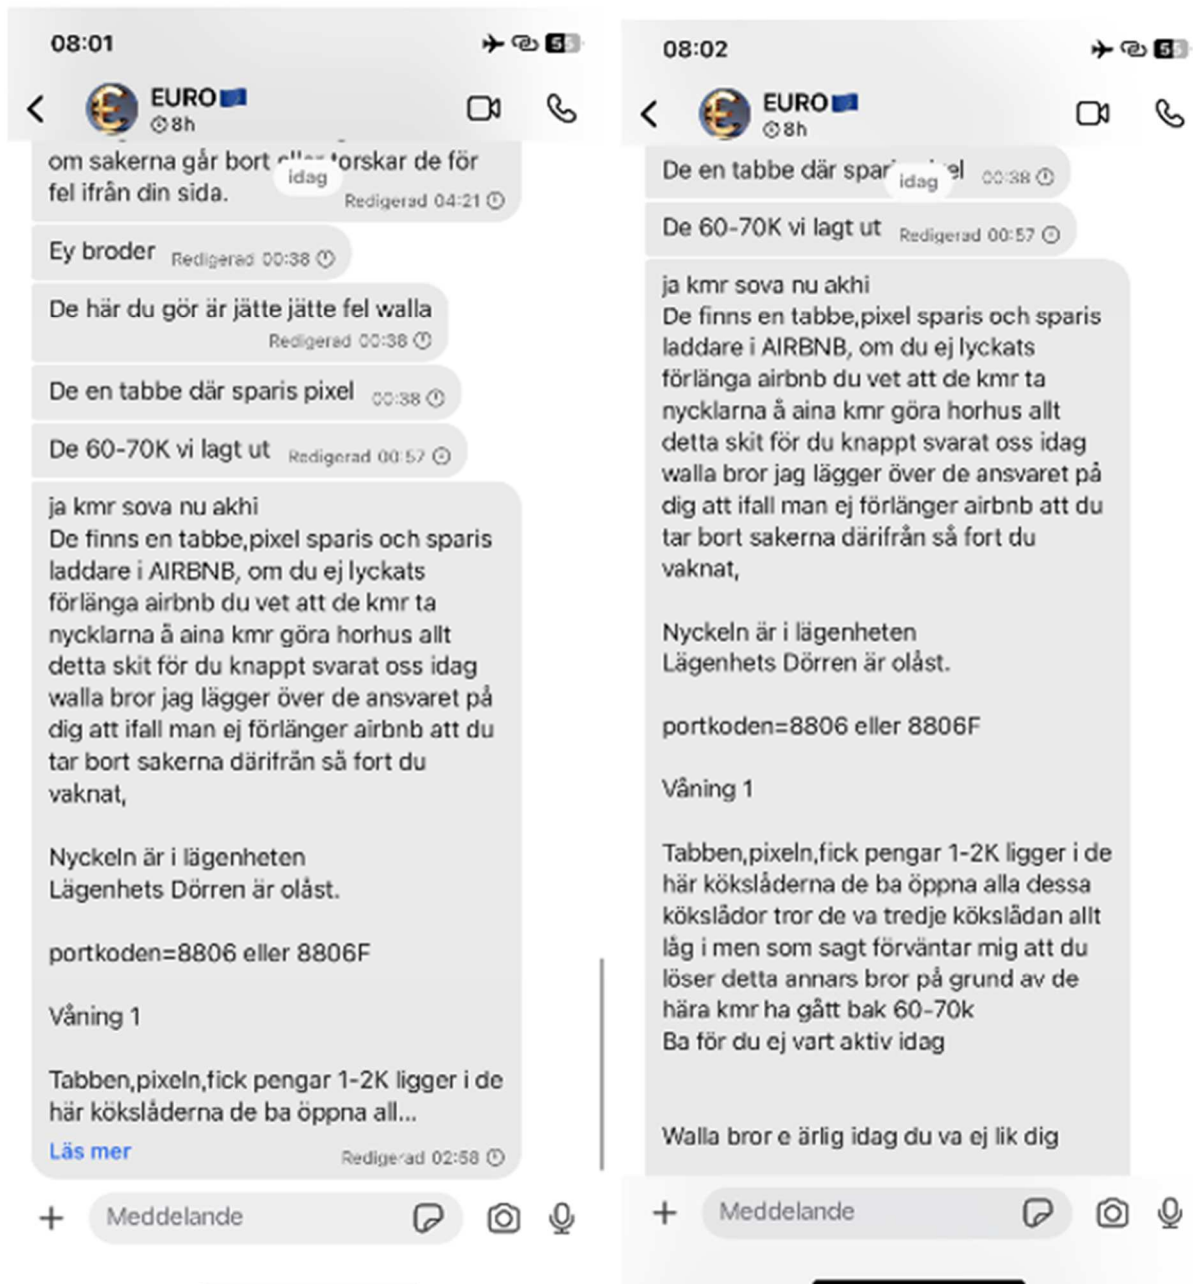 08:01
EURO
8h
om sakerna går bort eller torskar de för
fel ifrån din sida.
idag
Redigerad 04:21
Ey broder
Redigerad 00:38
De här du gör är jätte jätte fel walla
Redigerad 00:38
De en tabbe där sparis pixel
00:38
De 60-70K vi lagt ut
Redigerad 00:57
ja kmr sova nu akhi
De finns en tabbe,pixel sparis och sparis
laddare i AIRBNB, om du ej lyckats
förlänga airbnb du vet att de kmr ta
nycklarna å aina kmr göra horhus allt
detta skit för du knappt svarat oss idag
walla bror jag lägger över de ansvaret på
dig att ifall man ej förlänger airbnb att du
tar bort sakerna därifrån så fort du
vaknat,
Nyckeln är i lägenheten
Lägenhets Dörren är olåst.
portkoden=8806 eller 8806F
Våning 1
Tabben,pixeln,fick pengar 1-2K ligger i de
här kökslåderna de ba öppna all...
Läs mer
Redigerad 02:58
Meddelande
08:02
EURO
8h
De en tabbe där sparis pixel
idag
00:38
De 60-70K vi lagt ut
Redigerad 00:57
ja kmr sova nu akhi
De finns en tabbe,pixel sparis och sparis
laddare i AIRBNB, om du ej lyckats
förlänga airbnb du vet att de kmr ta
nycklarna å aina kmr göra horhus allt
detta skit för du knappt svarat oss idag
walla bror jag lägger över de ansvaret på
dig att ifall man ej förlänger airbnb att du
tar bort sakerna därifrån så fort du
vaknat,
Nyckeln är i lägenheten
Lägenhets Dörren är olåst.
portkoden=8806 eller 8806F
Våning 1
Tabben,pixeln,fick pengar 1-2K ligger i de
här kökslåderna de ba öppna alla dessa
kökslådor tror de va tredje kökslådan allt
låg i men som sagt förväntar mig att du
löser detta annars bror på grund av de
hära kmr ha gått bak 60-70k
Ba för du ej vart aktiv idag
Walla bror e ärlig idag du va ej lik dig
Meddelande